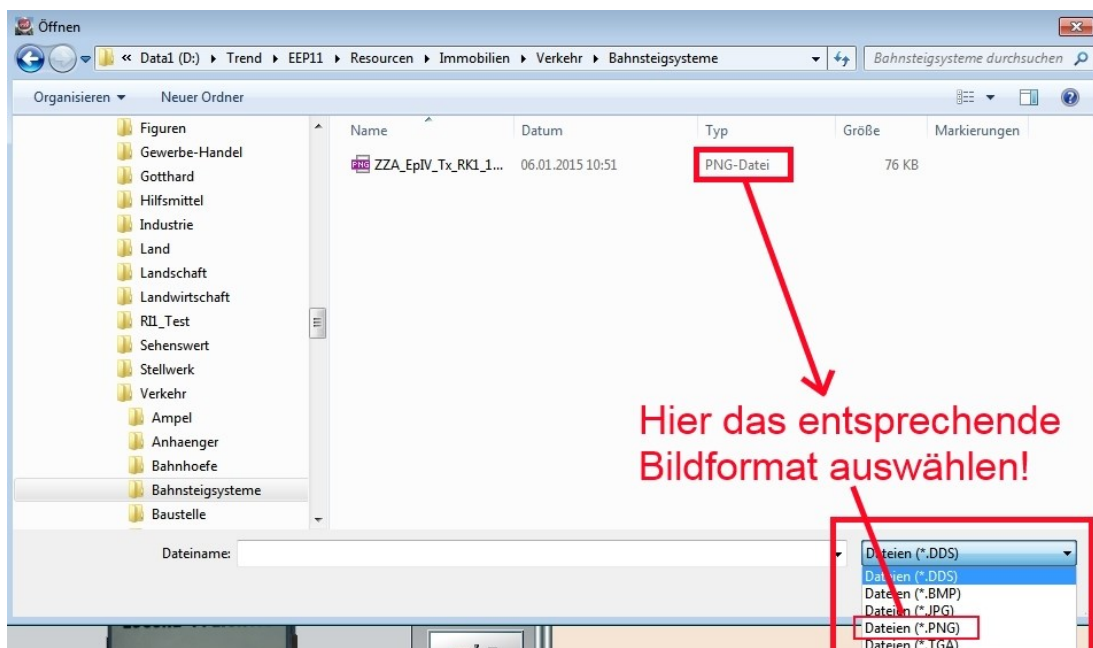 Öffnen
« Data1 (D:) ▸ Trend ▸ EEP11 ▸ Resourcen ▸ Immobilien ▸ Verkehr ▸ Bahnsteigsysteme
Bahnsteigsysteme durchsuchen
Organisieren
Neuer Ordner
Figuren
Gewerbe-Handel
Gotthard
Hilfsmittel
Industrie
Land
Landschaft
Landwirtschaft
RI1_Test
Sehenswert
Stellwerk
Verkehr
Ampel
Anhaenger
Bahnhoefe
Bahnsteigsysteme
Baustelle
Name Datum Typ Größe Markierungen
PNG ZZA_EpIV_Tx_RK1_1... 06.01.2015 10:51 PNG-Datei 76 KB
Hier das entsprechende
Bildformat auswählen!
Dateiname:
Dateien (*.DDS)
Dateien (*.DDS)
Dateien (*.BMP)
Dateien (*.JPG)
Dateien (*.PNG)
Dateien (*.TGA)